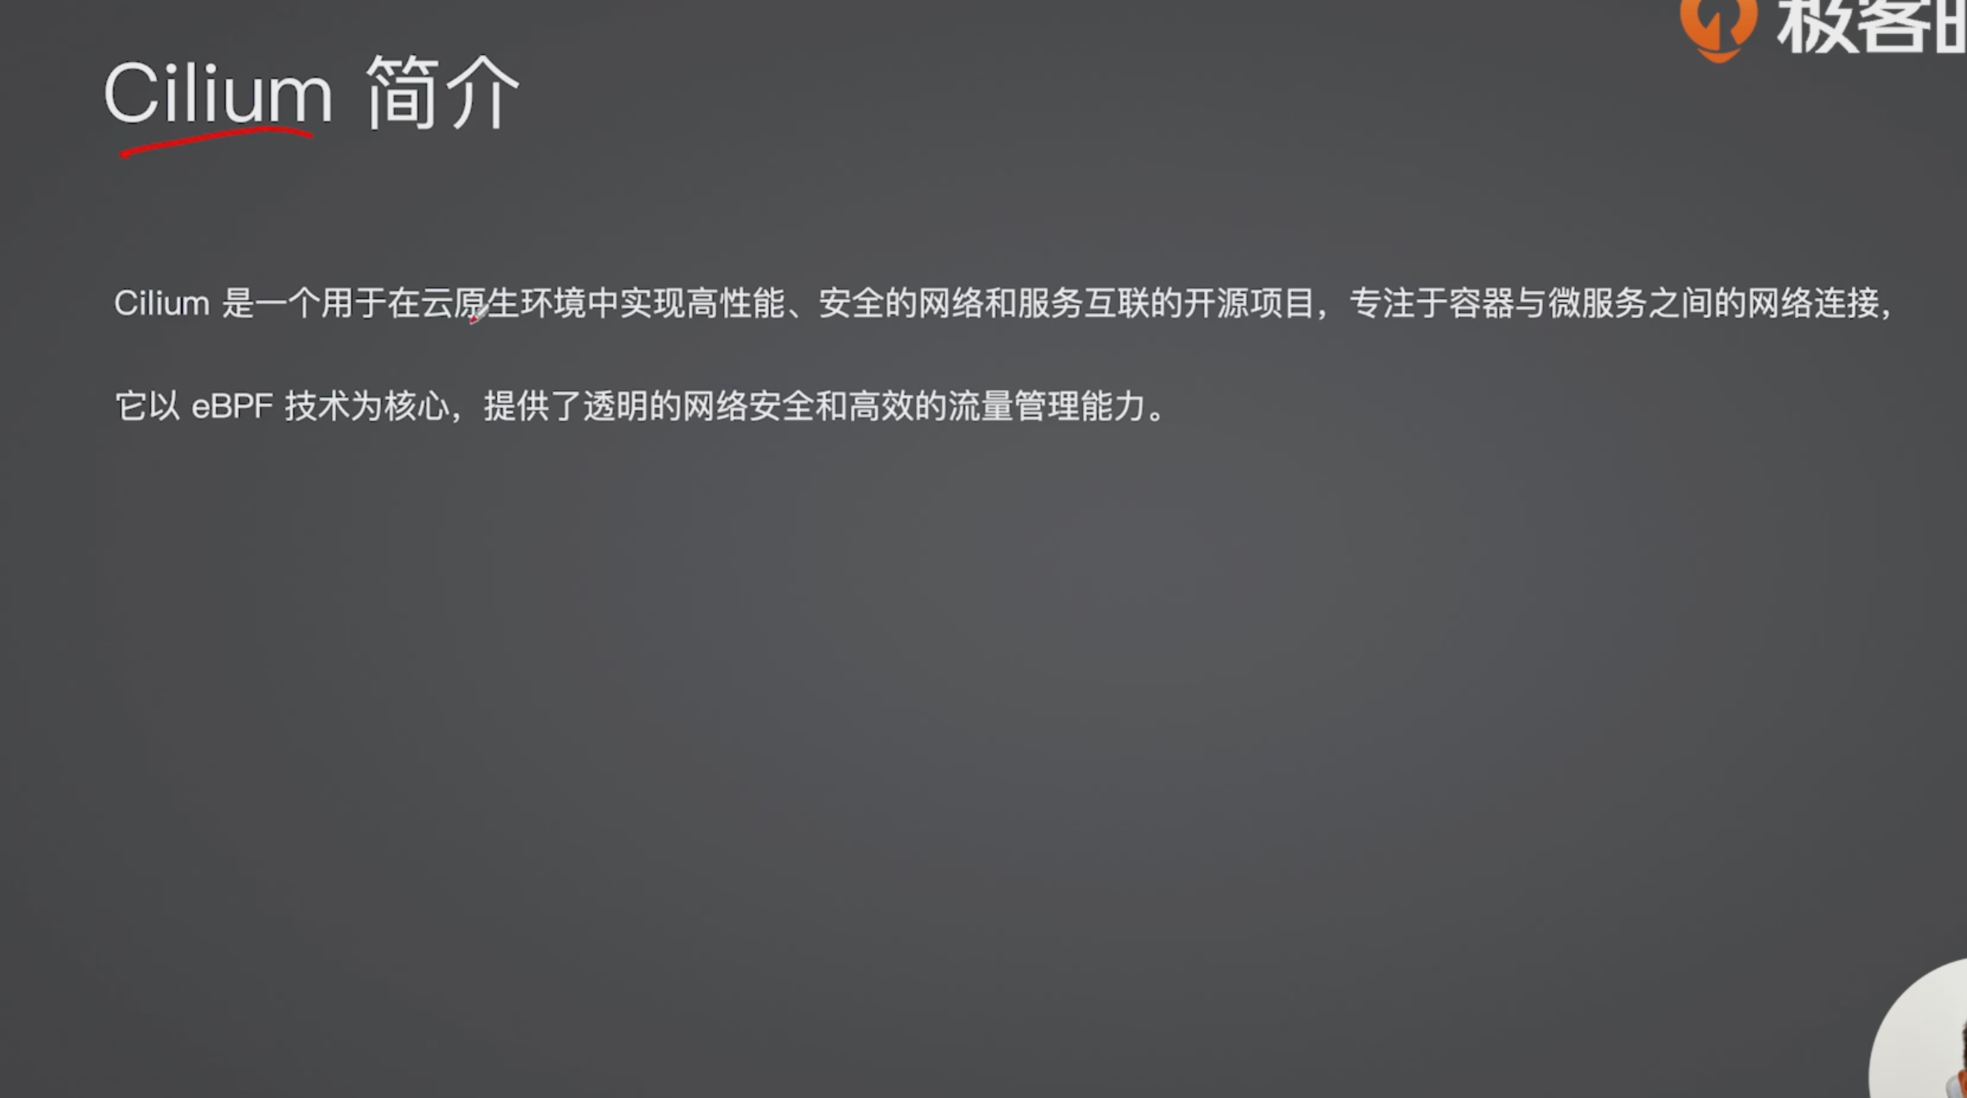 极客
Cilium 简介
Cilium 是一个用于在云原生环境中实现高性能、安全的网络和服务互联的开源项目，专注于容器与微服务之间的网络连接，
它以 eBPF 技术为核心，提供了透明的网络安全和高效的流量管理能力。